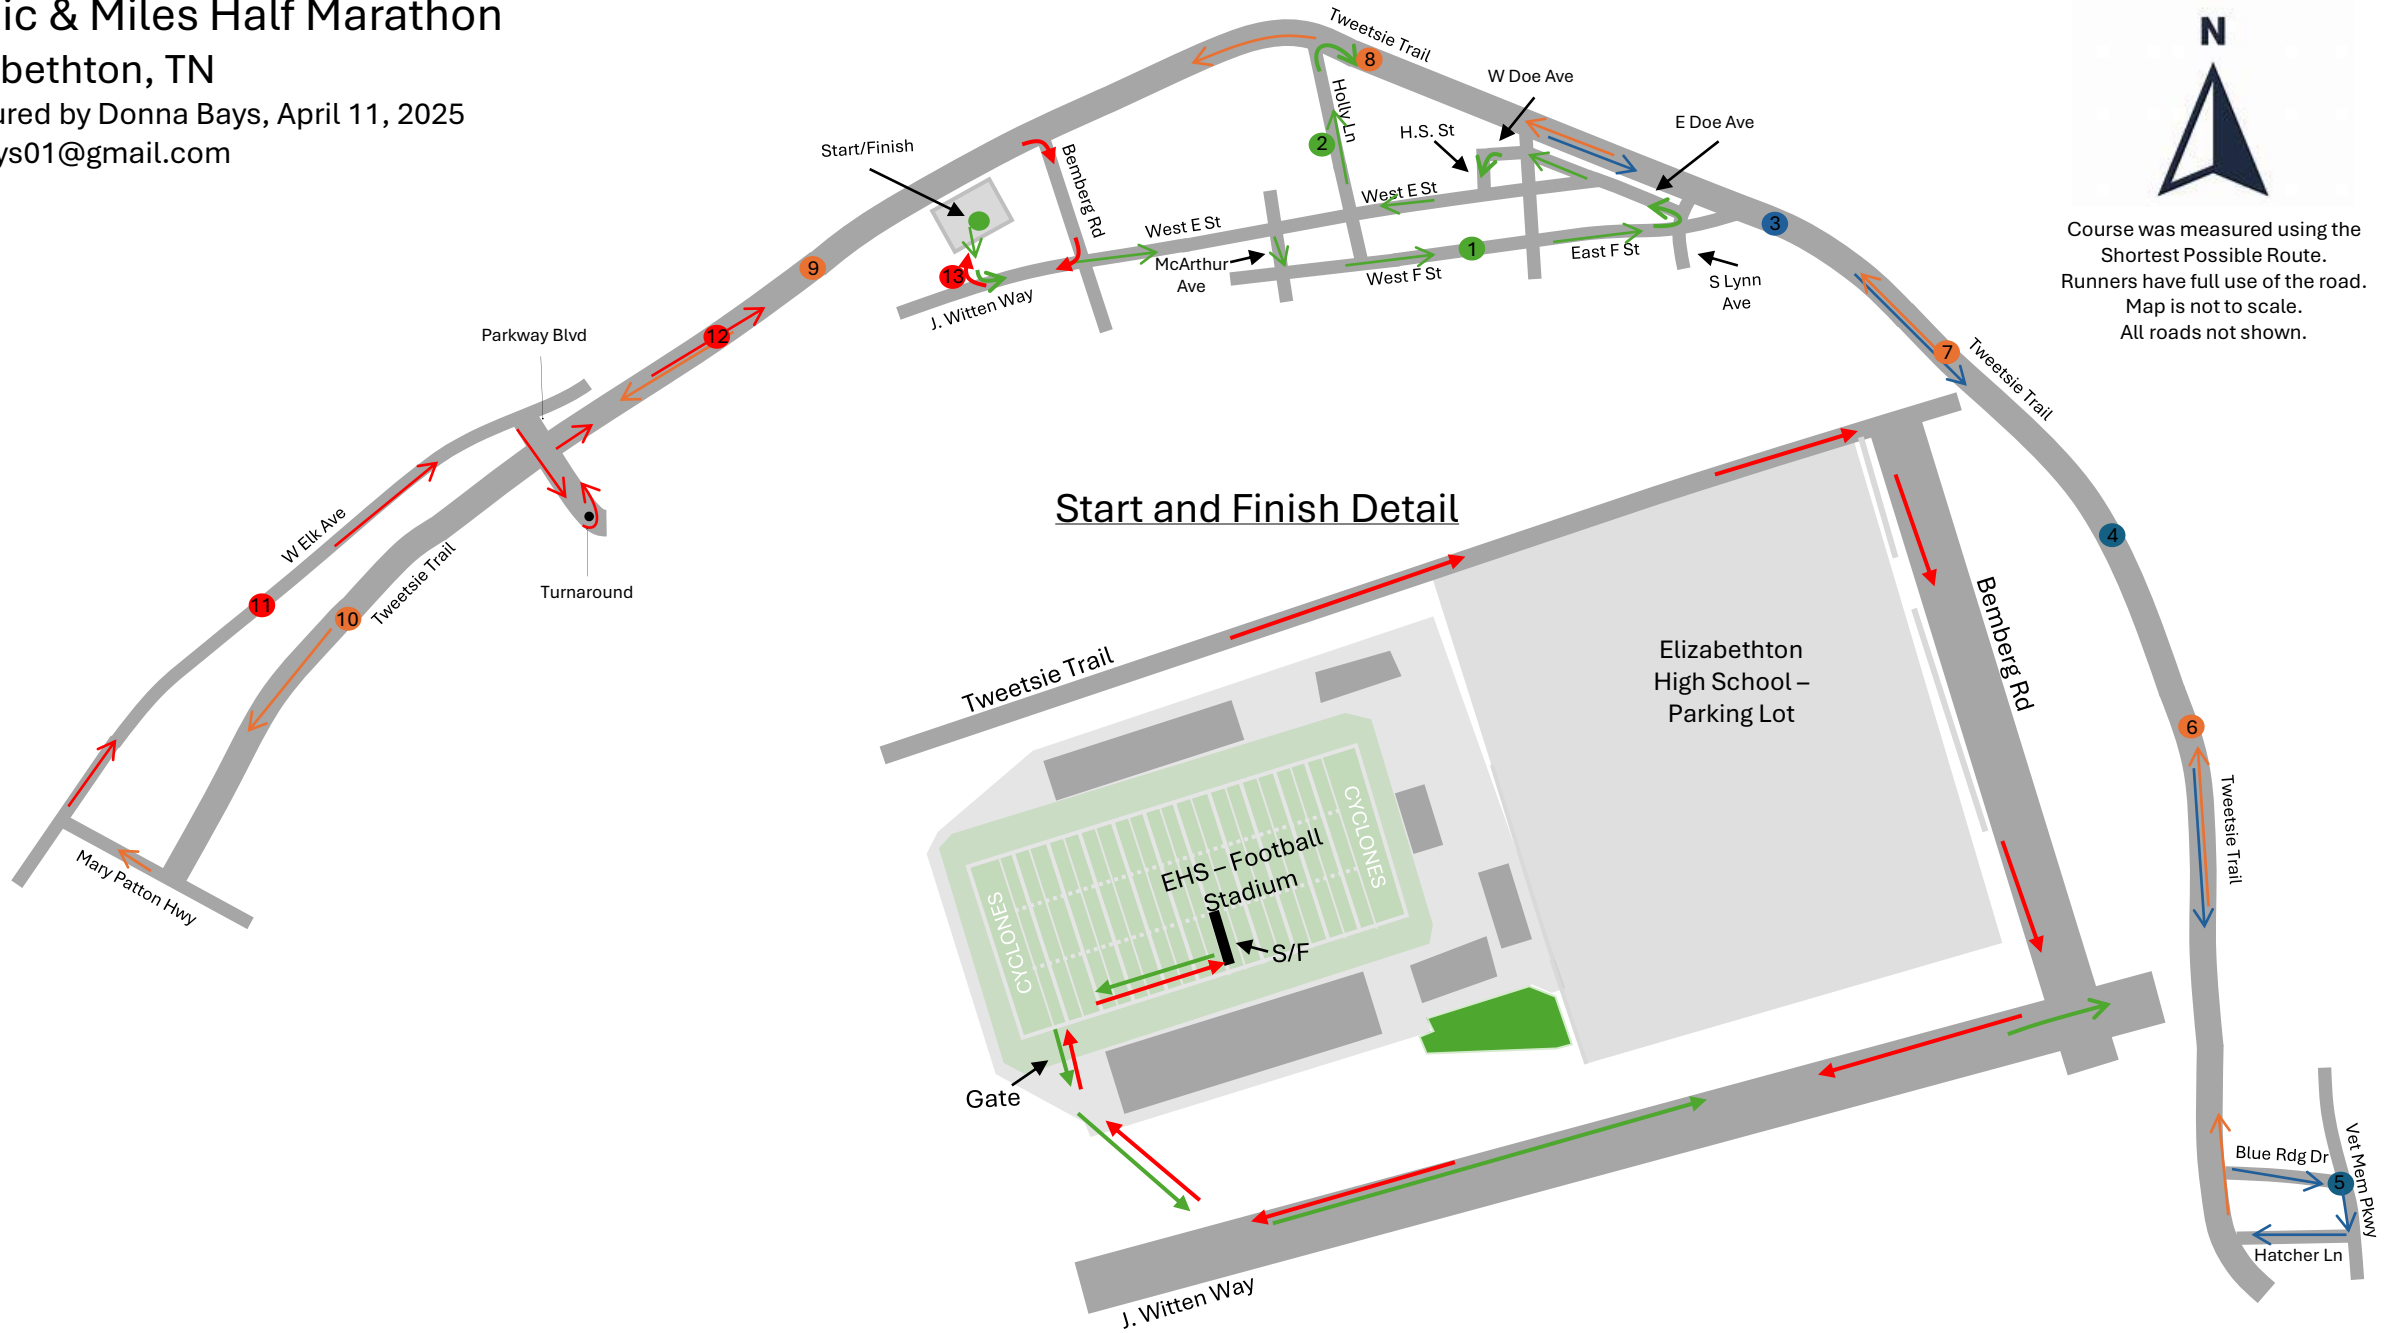 ic & Miles Half Marathon
bethton, TN
ured by Donna Bays, April 11, 2025
ys01@gmail.com
N
Course was measured using the
Shortest Possible Route.
Runners have full use of the road.
Map is not to scale.
All roads not shown.
Tweetsie Trail
8
W Doe Ave
Holly Ln
2
H.S. St
E Doe Ave
Start/Finish
Bemberg Rd
West E St
West E St
3
1
McArthur
Ave
West F St
East F St
S Lynn
Ave
13
J. Witten Way
9
12
Parkway Blvd
7
Tweetsie Trail
W Elk Ave
Tweetsie Trail
Turnaround
11
10
Mary Patton Hwy
4
6
Tweetsie Trail
Blue Rdg Dr
5
Vet Mem Pkwy
Hatcher Ln
Start and Finish Detail
Tweetsie Trail
Elizabethton
High School –
Parking Lot
Bemberg Rd
CYCLONES
EHS – Football
Stadium
CYCLONES
S/F
Gate
J. Witten Way